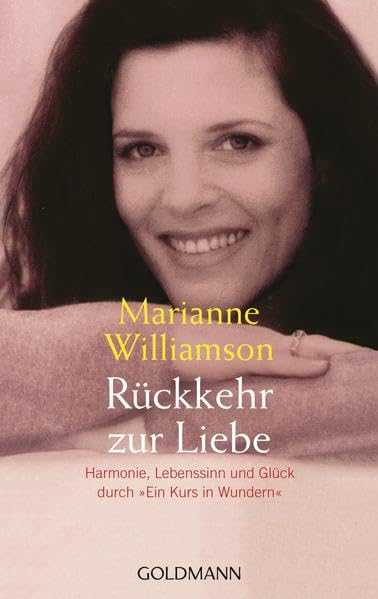 Marianne
Williamson
Rückkehr
zur Liebe
Harmonie, Lebenssinn und Glück
durch »Ein Kurs in Wundern«
GOLDMANN